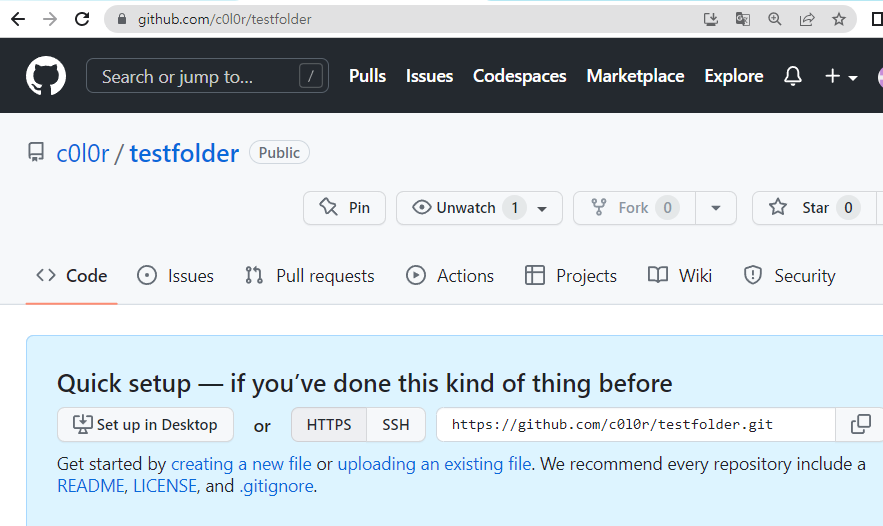 github.com/c0l0r/testfolder
Search or jump to... / Pulls Issues Codespaces Marketplace Explore
c0l0r / testfolder Public
Pin Unwatch 1 Fork 0 Star 0
Code Issues Pull requests Actions Projects Wiki Security
Quick setup — if you've done this kind of thing before
Set up in Desktop or HTTPS SSH https://github.com/c0l0r/testfolder.git
Get started by creating a new file or uploading an existing file. We recommend every repository include a
README, LICENSE, and .gitignore.